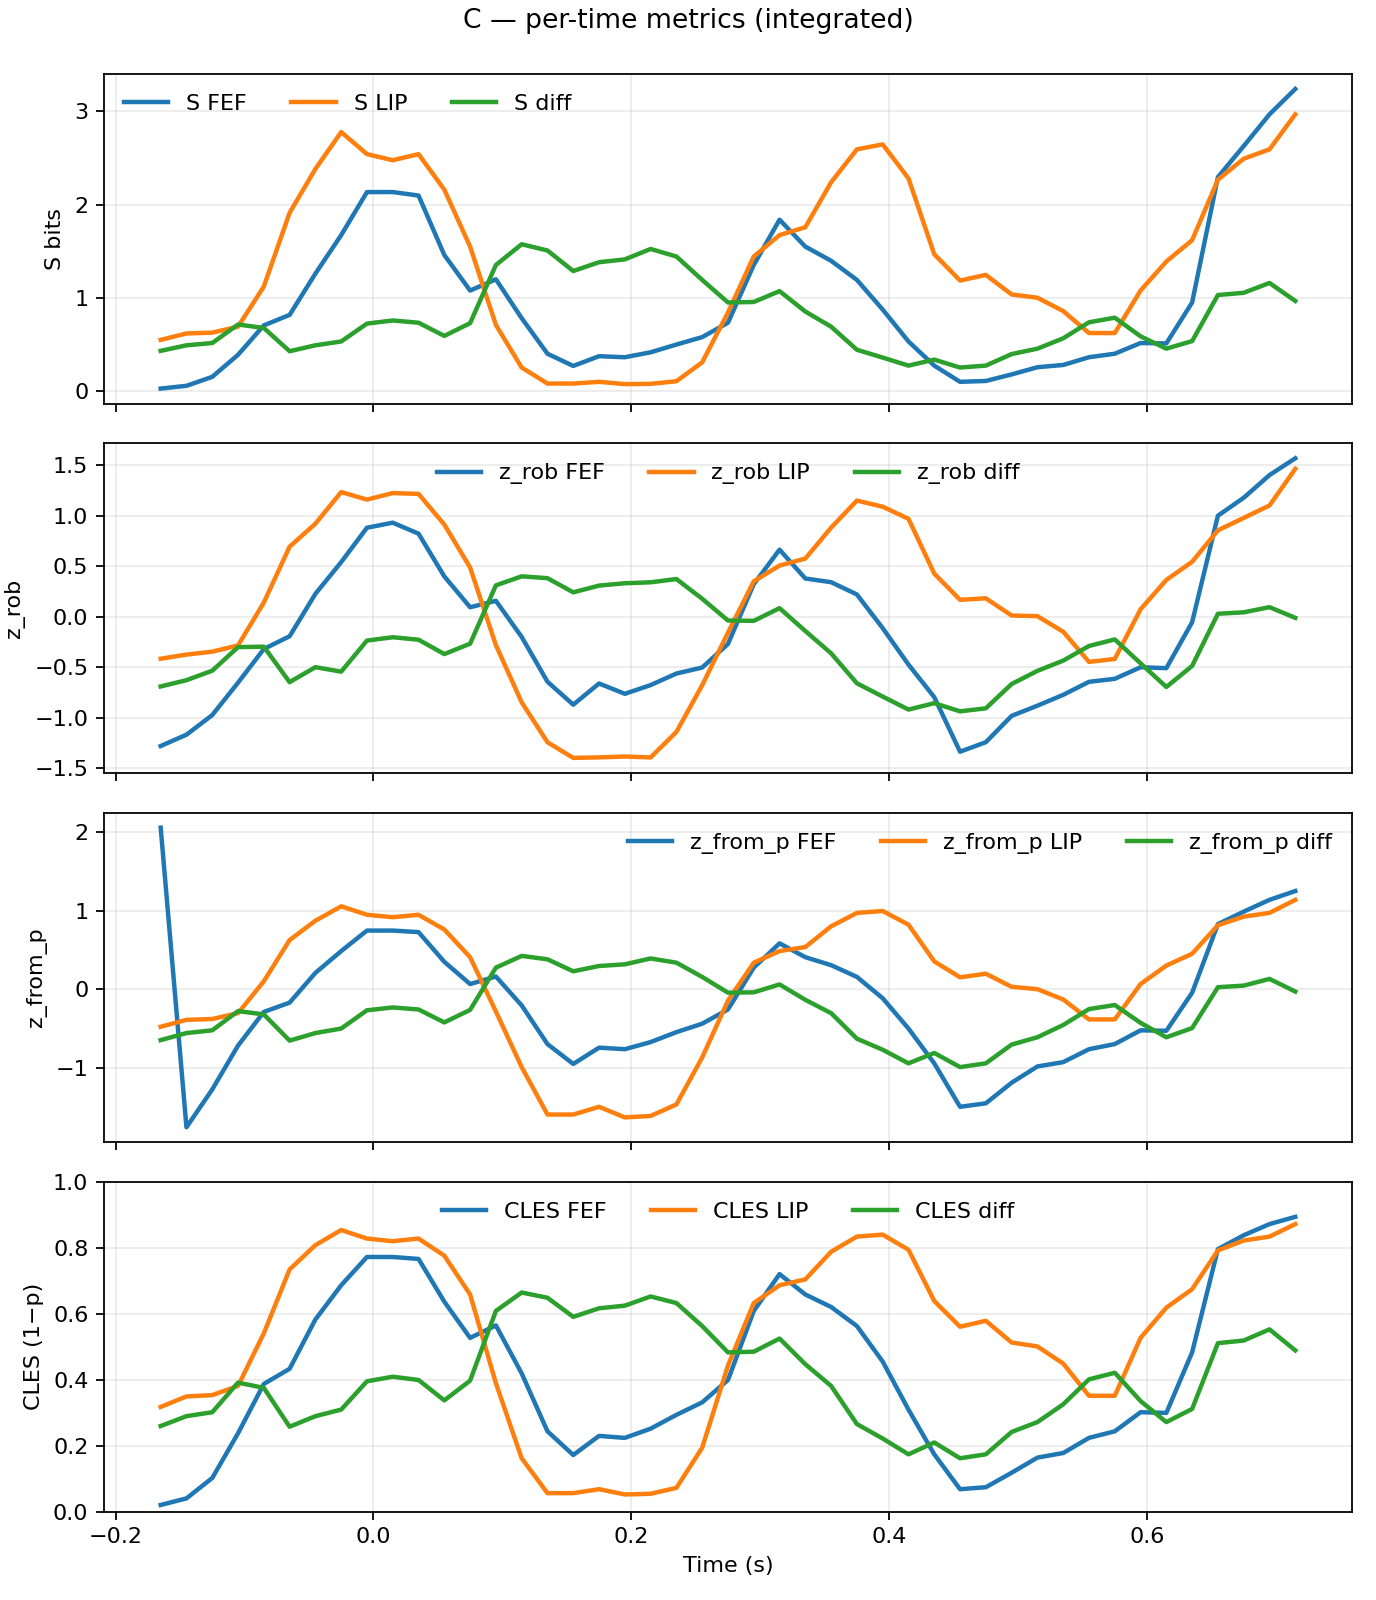 C — per-time metrics (integrated)
S FEF S LIP S diff
3
2
1
0
S bits
z_rob FEF z_rob LIP z_rob diff
1.5
1.0
0.5
0.0
−0.5
−1.0
−1.5
z_rob
z_from_p FEF z_from_p LIP z_from_p diff
2
1
0
−1
z_from_p
CLES FEF CLES LIP CLES diff
1.0
0.8
0.6
0.4
0.2
0.0
CLES (1−p)
−0.2 0.0 0.2 0.4 0.6
Time (s)